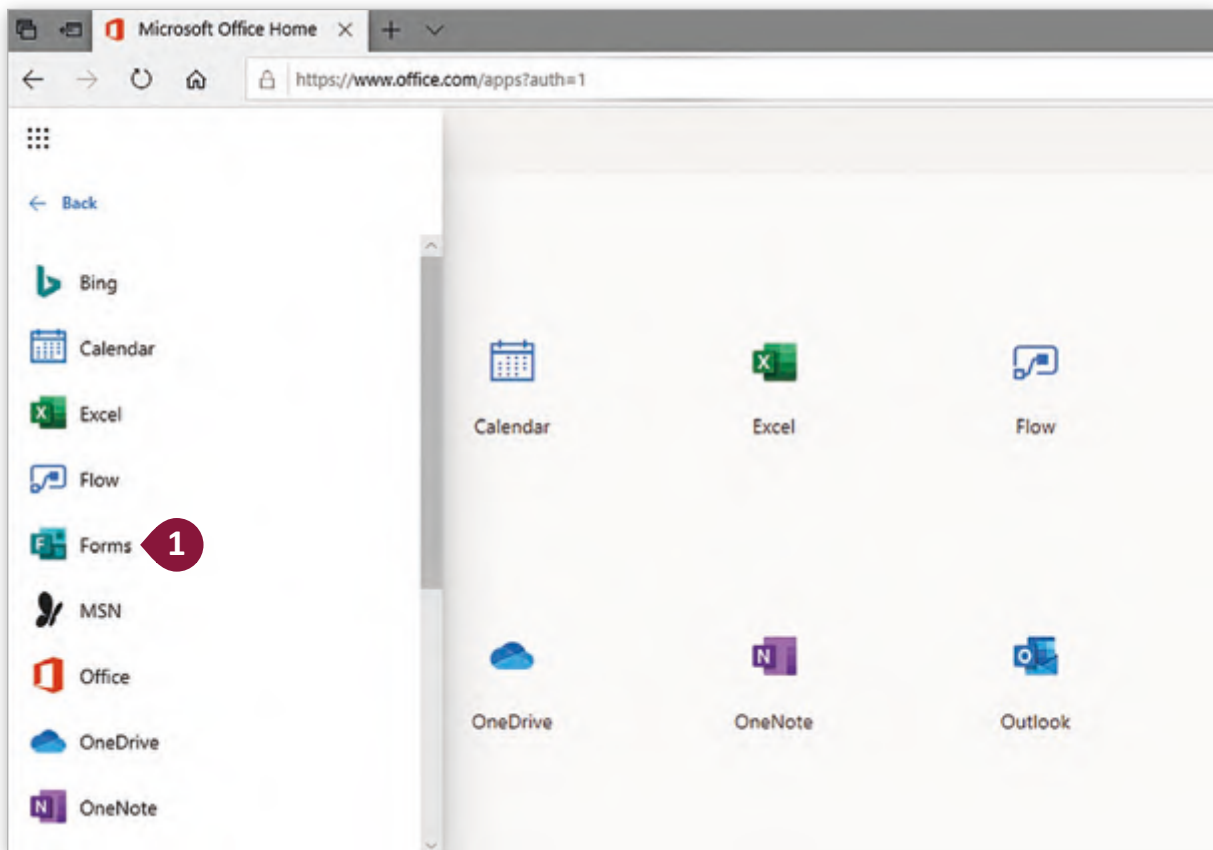 Microsoft Office Home
https://www.office.com/apps?auth=1
Back
Bing
Calendar
Excel
Flow
Forms 1
MSN
Office
OneDrive
OneNote
Calendar Excel Flow
OneDrive OneNote Outlook